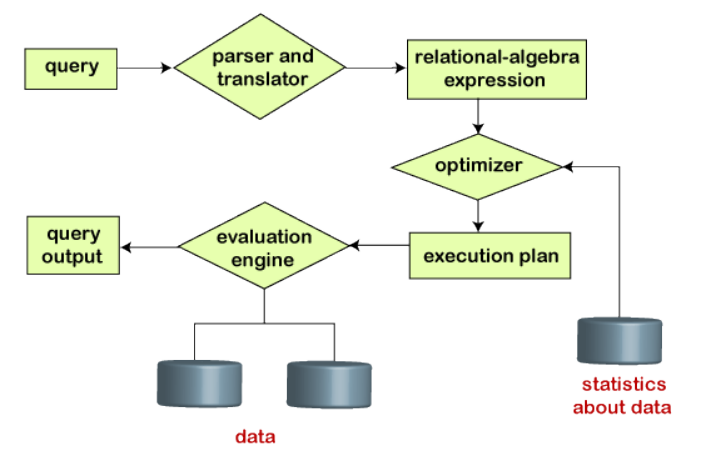 query
parser and
translator
relational-algebra
expression
optimizer
query
output
evaluation
engine
execution plan
statistics
about data
data